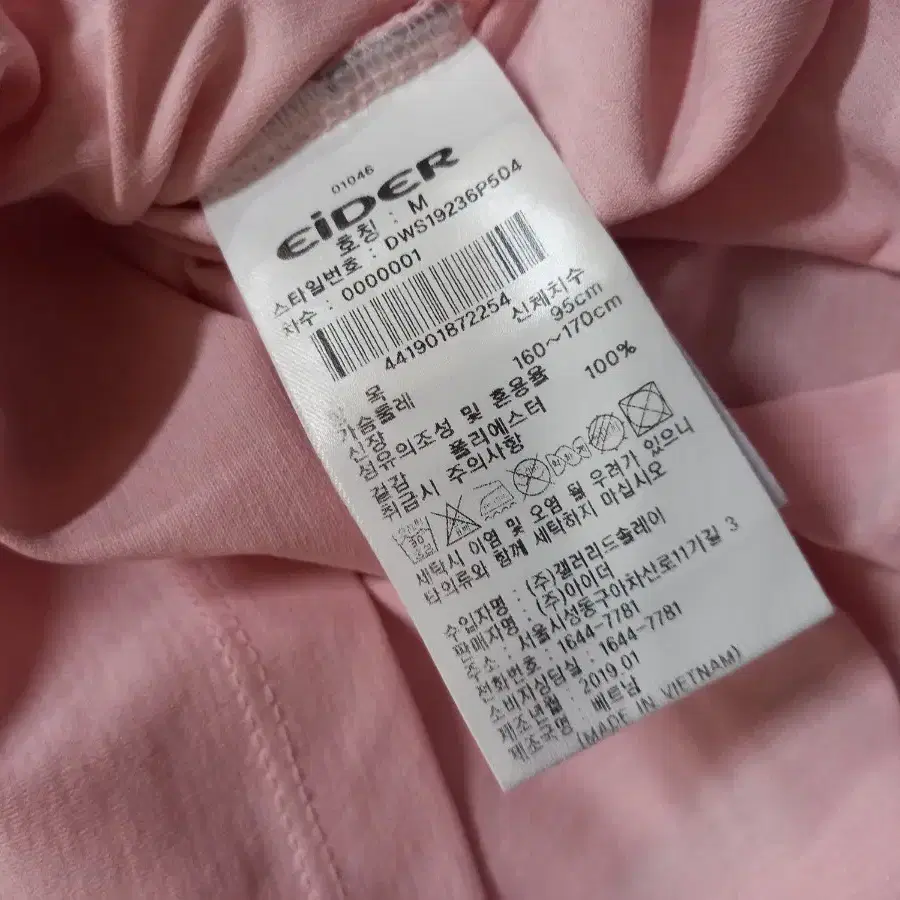 01046
EiDER
호칭 : M
스타일번호 : DWS19236P504
차수 : 0000001
441901872254
목 신체치수
가슴둘레 95cm
신장 160~170cm
섬유의조성 및 혼용율
겉감 폴리에스터 100%
취급시 주의사항
세탁시 이염 및 오염 될 우려가 있으니
타의류와 함께 세탁하지 마십시오
수입자명 : (주)갤러리드솔레이
판매자명 : (주)아이더
주소 : 서울시성동구아차산로11가길 3
전화번호 : 1644-7781
소비자상담실 : 1644-7781
제조년월 : 2019.01
제조국명 : 베트남
(MADE IN VIETNAM)